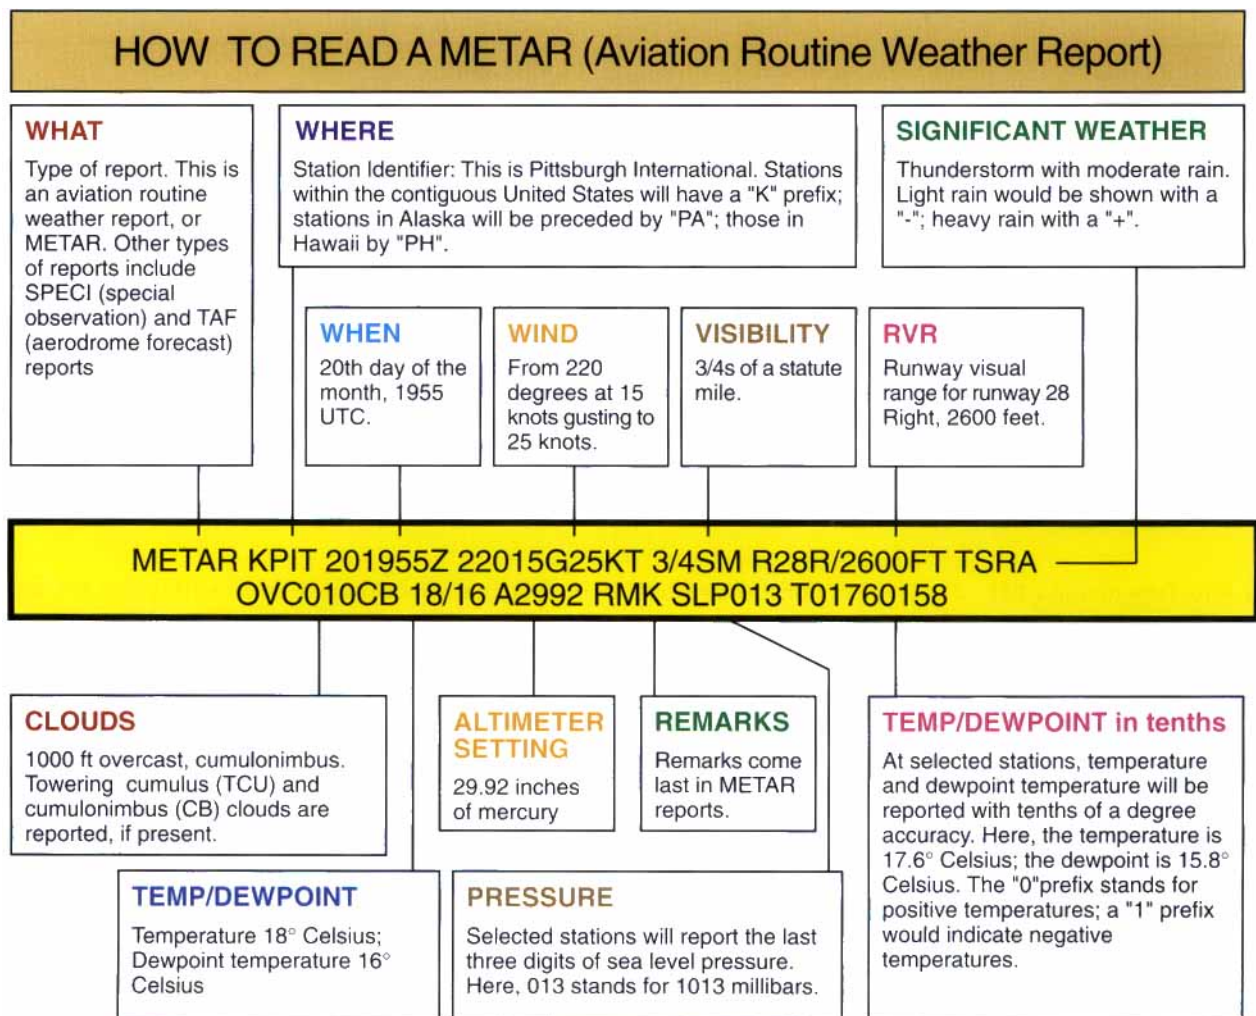 HOW TO READ A METAR (Aviation Routine Weather Report)
WHAT
Type of report. This is
an aviation routine
weather report, or
METAR. Other types
of reports include
SPECI (special
observation) and TAF
(aerodrome forecast)
reports
WHERE
Station Identifier: This is Pittsburgh International. Stations
within the contiguous United States will have a "K" prefix;
stations in Alaska will be preceded by "PA"; those in
Hawaii by "PH".
SIGNIFICANT WEATHER
Thunderstorm with moderate rain.
Light rain would be shown with a
"-"; heavy rain with a "+".
WHEN
20th day of the
month, 1955
UTC.
WIND
From 220
degrees at 15
knots gusting to
25 knots.
VISIBILITY
3/4s of a statute
mile.
RVR
Runway visual
range for runway 28
Right, 2600 feet.
METAR KPIT 201955Z 22015G25KT 3/4SM R28R/2600FT TSRA
OVC010CB 18/16 A2992 RMK SLP013 T01760158
CLOUDS
1000 ft overcast, cumulonimbus.
Towering cumulus (TCU) and
cumulonimbus (CB) clouds are
reported, if present.
ALTIMETER
SETTING
29.92 inches
of mercury
REMARKS
Remarks come
last in METAR
reports.
TEMP/DEWPOINT in tenths
At selected stations, temperature
and dewpoint temperature will be
reported with tenths of a degree
accuracy. Here, the temperature is
17.6° Celsius; the dewpoint is 15.8°
Celsius. The "0"prefix stands for
positive temperatures; a "1" prefix
would indicate negative
temperatures.
TEMP/DEWPOINT
Temperature 18° Celsius;
Dewpoint temperature 16°
Celsius
PRESSURE
Selected stations will report the last
three digits of sea level pressure.
Here, 013 stands for 1013 millibars.